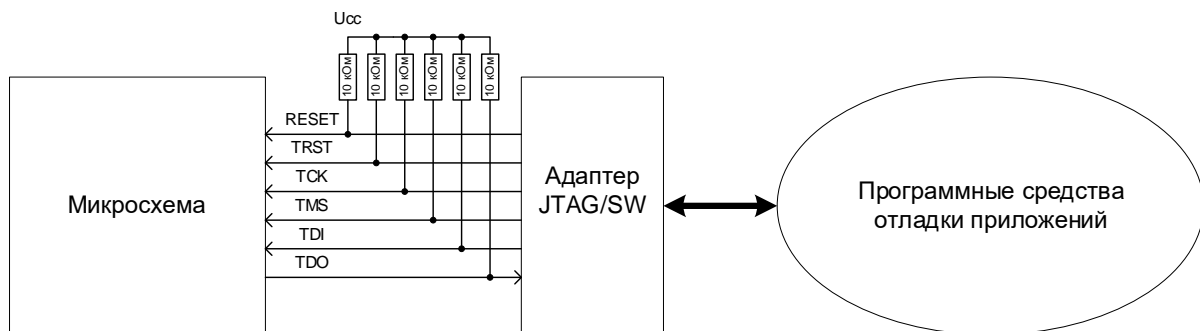 Ucc
10 кОм
10 кОм
10 кОм
10 кОм
10 кОм
10 кОм
RESET
TRST
TCK
TMS
TDI
TDO
Микросхема
Адаптер
JTAG/SW
Программные средства
отладки приложений